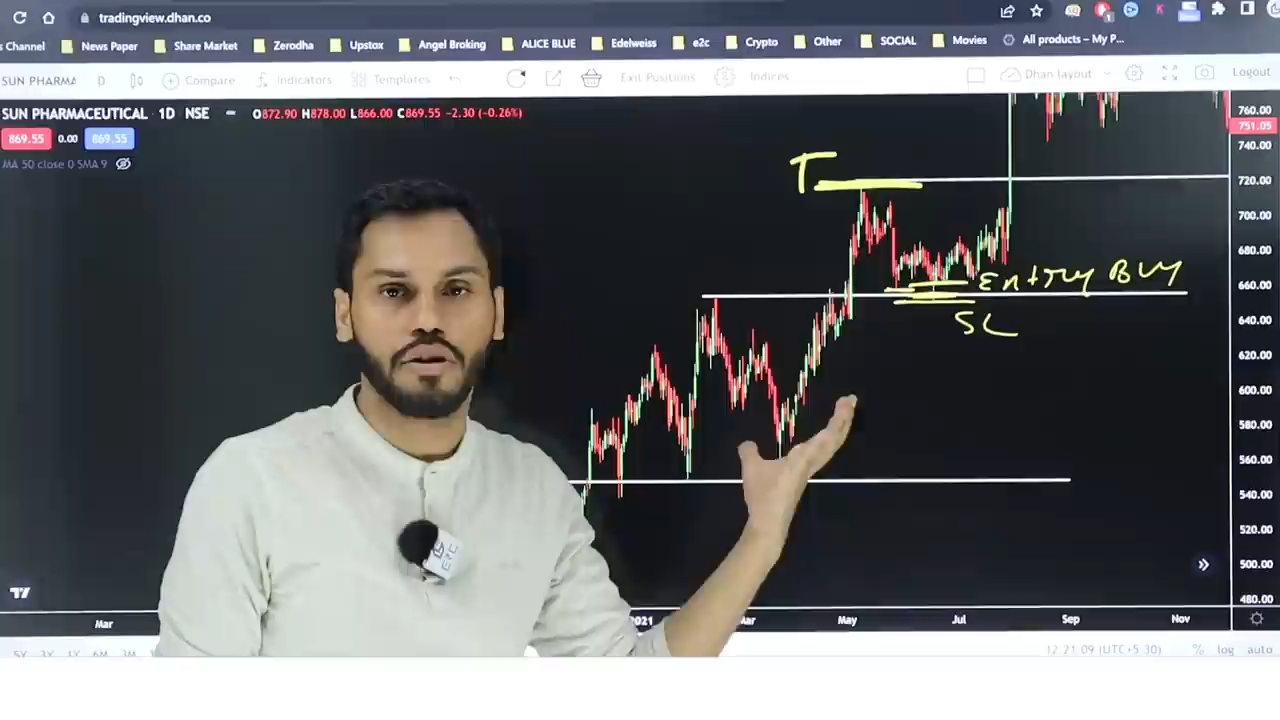 tradingview.dhan.co
s Channel News Paper Share Market Zerodha Upstox Angel Broking ALICE BLUE Edelweiss e2c Crypto Other SOCIAL Movies All products – My P...
SUN PHARMA D Compare Indicators Templates Exit Positions Indices Dhan layout Logout
SUN PHARMACEUTICAL · 1D NSE O872.90 H878.00 L866.00 C869.55 −2.30 (−0.26%)
869.55 0.00 869.55
MA 50 close 0 SMA 9
760.00
751.05
740.00
T
720.00
700.00
680.00
Entry Buy
660.00
SL
640.00
620.00
600.00
580.00
560.00
540.00
520.00
500.00
480.00
Mar 2021 Mar May Jul Sep Nov
5Y 3Y 1Y 6M 3M 12:21:09 (UTC+5:30) % log auto